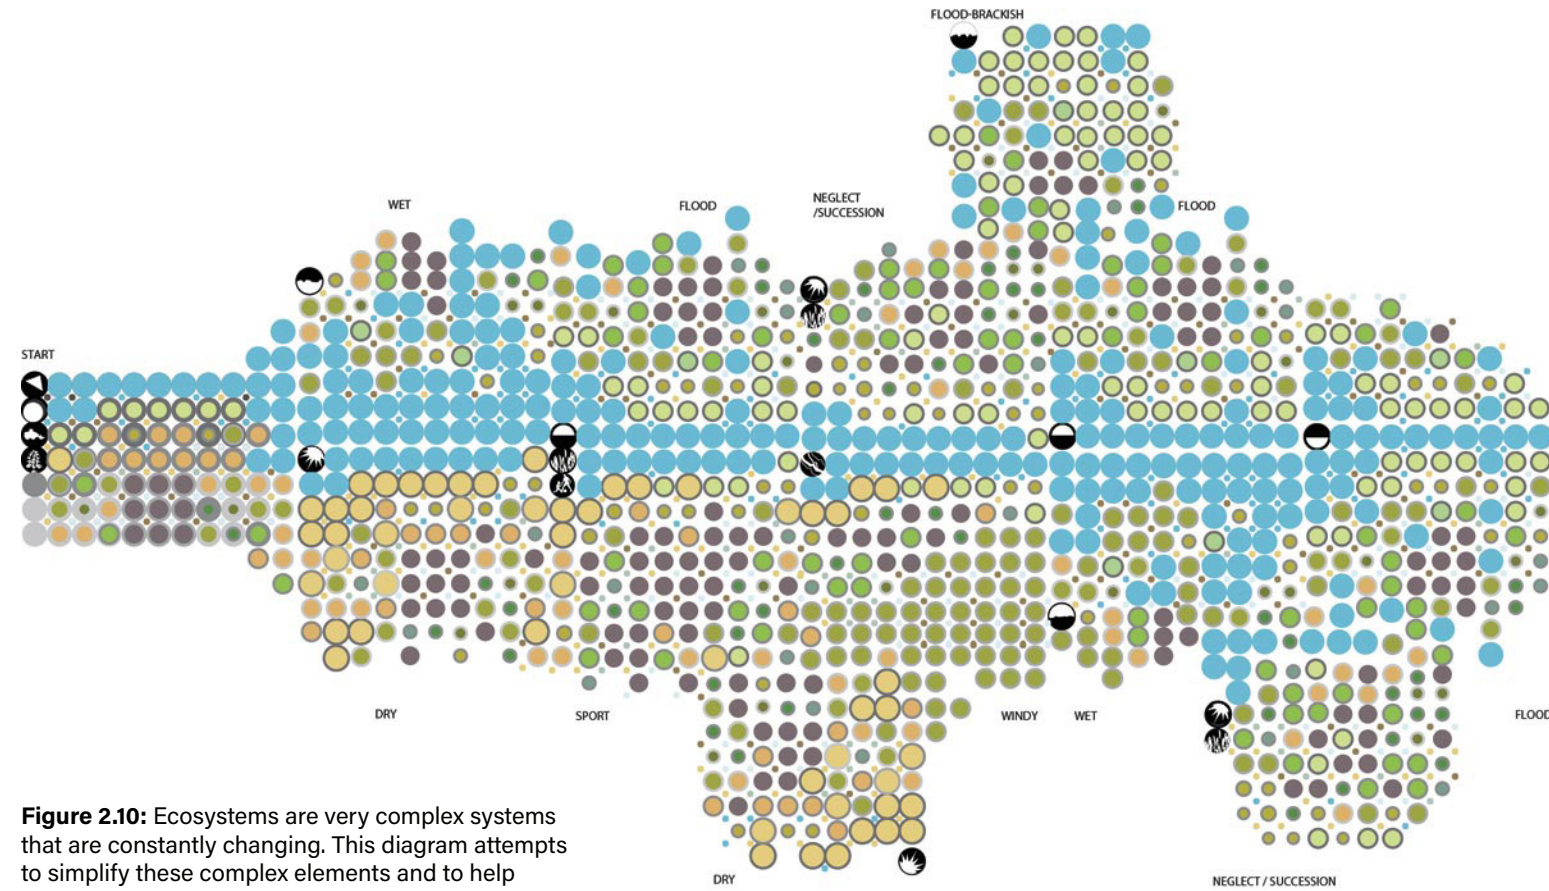 FLOOD-BRACKISH
WET
FLOOD
NEGLECT
/SUCCESSION
FLOOD
START
DRY
SPORT
WINDY
WET
FLOOD
Figure 2.10: Ecosystems are very complex systems
that are constantly changing. This diagram attempts
to simplify these complex elements and to help
DRY
NEGLECT / SUCCESSION